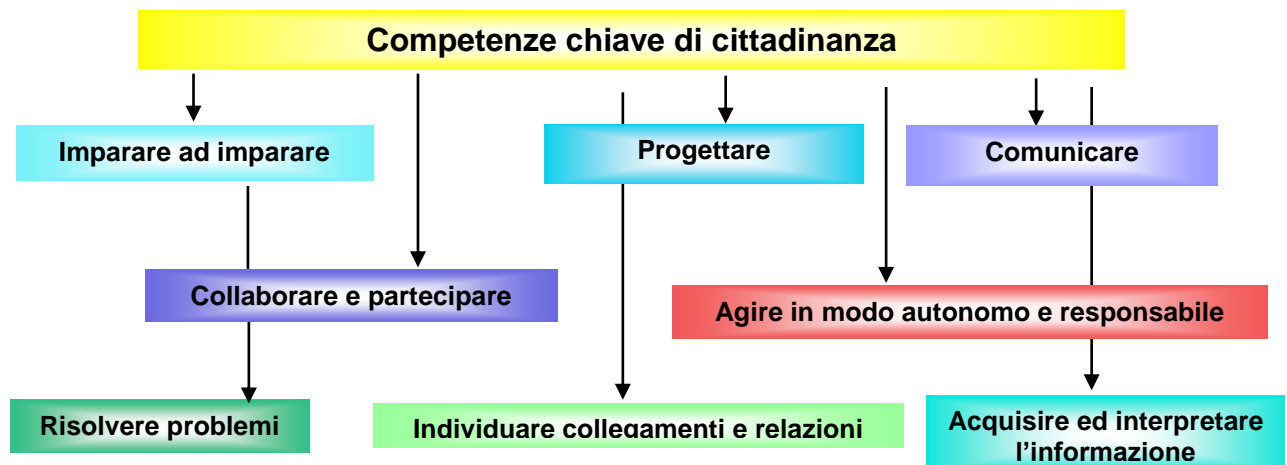 Competenze chiave di cittadinanza
Imparare ad imparare
Progettare
Comunicare
Collaborare e partecipare
Agire in modo autonomo e responsabile
Risolvere problemi
Individuare collegamenti e relazioni
Acquisire ed interpretare
l’informazione